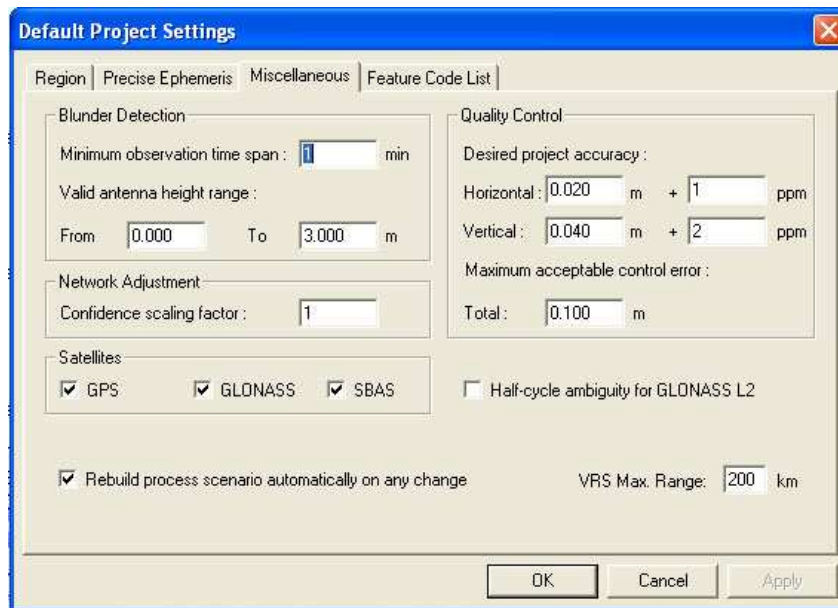 Default Project Settings
Region
Precise Ephemeris
Miscellaneous
Feature Code List
Blunder Detection
Minimum observation time span : 1 min
Valid antenna height range :
From 0.000 To 3.000 m
Network Adjustment
Confidence scaling factor : 1
Satellites
GPS GLONASS SBAS
Quality Control
Desired project accuracy :
Horizontal : 0.020 m + 1 ppm
Vertical : 0.040 m + 2 ppm
Maximum acceptable control error :
Total : 0.100 m
Half-cycle ambiguity for GLONASS L2
Rebuild process scenario automatically on any change
VRS Max. Range: 200 km
OK Cancel Apply